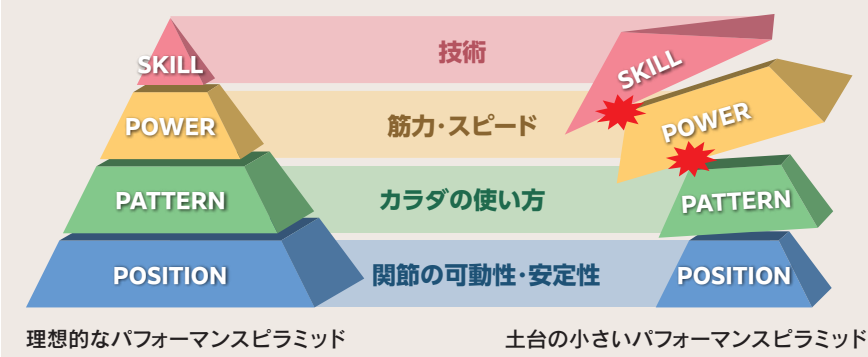 SKILL
技術
SKILL
POWER
筋力・スピード
POWER
PATTERN
カラダの使い方
PATTERN
POSITION
関節の可動性・安定性
POSITION
理想的なパフォーマンスピラミッド
土台の小さいパフォーマンスピラミッド